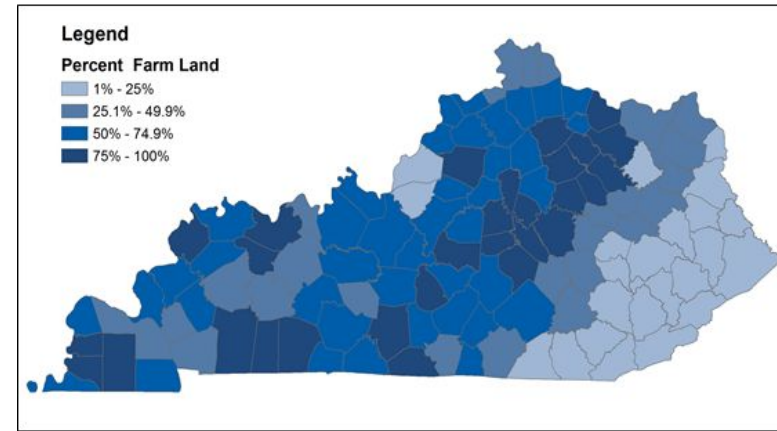 Legend
Percent Farm Land
1% - 25%
25.1% - 49.9%
50% - 74.9%
75% - 100%